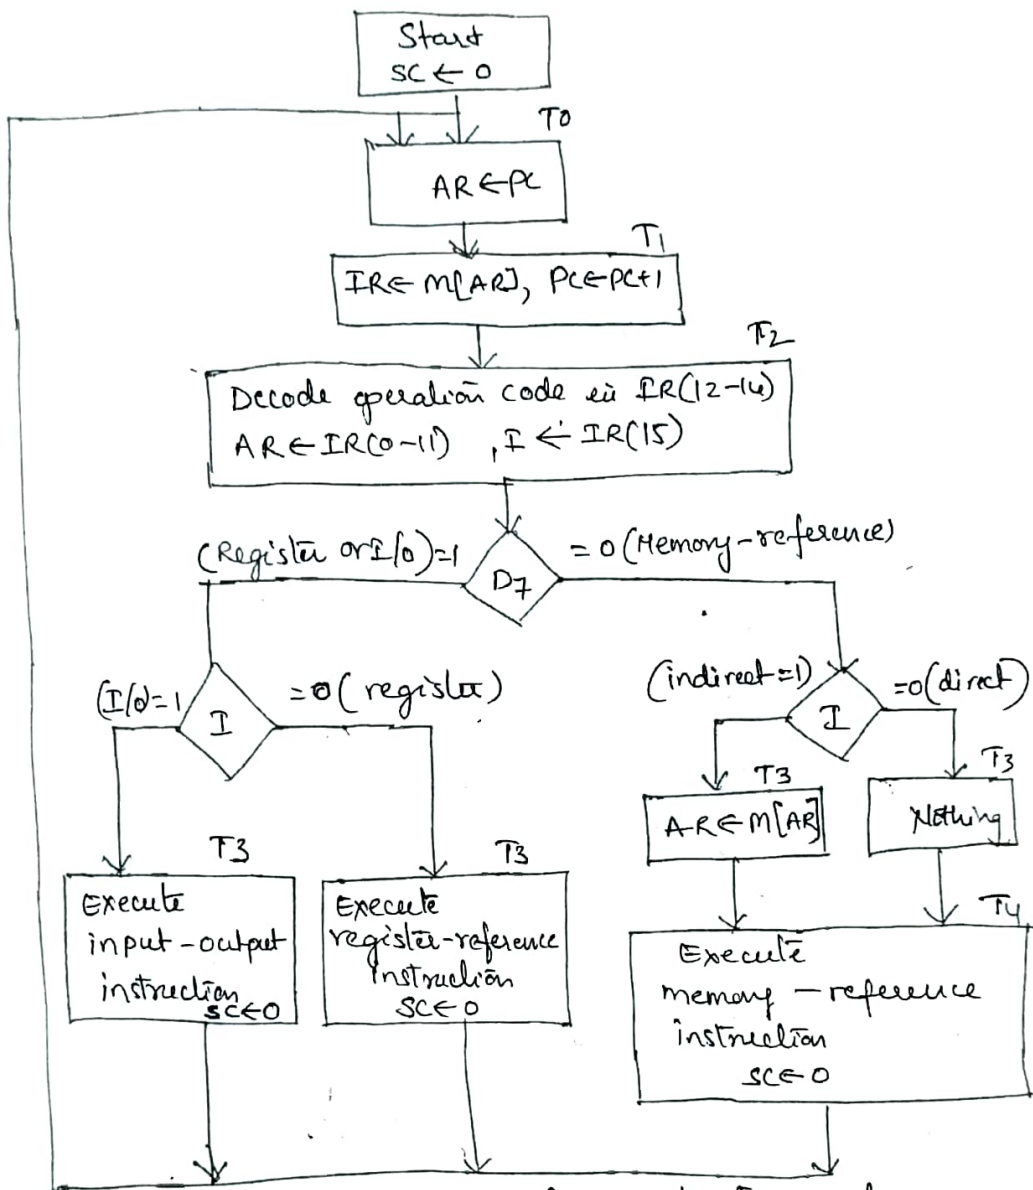 Start
SC ← 0
T0
AR ← PC
T1
IR ← M[AR], PC ← PC+1
T2
Decode operation code in IR(12-14)
AR ← IR(0-11) , I ← IR(15)
(Register or I/O)=1
D7
= 0 (Memory-reference)
(I/O)=1
I
=0 (register)
(indirect=1)
I
=0(direct)
T3
AR ← M[AR]
T3
Nothing
T3
Execute
input-output
instruction
SC←0
T3
Execute
register-reference
instruction
SC← 0
T4
Execute
memory - reference
instruction
SC← 0